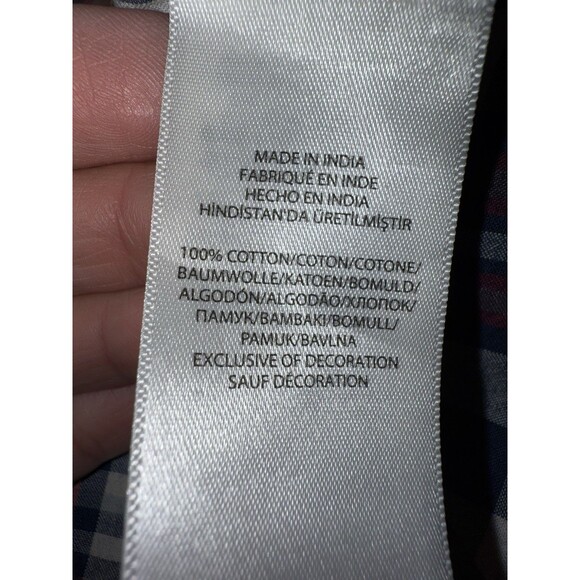 MADE IN INDIA
FABRIQUÉ EN INDE
HECHO EN INDIA
HİNDİSTAN'DA ÜRETİLMİŞTİR
100% COTTON/COTON/COTONE/
BAUMWOLLE/KATOEN/BOMULD/
ALGODÓN/ALGODÃO/ХЛОПОК/
ПАМУК/BAMBAKI/BOMULL/
PAMUK/BAVLNA
EXCLUSIVE OF DECORATION
SAUF DÉCORATION